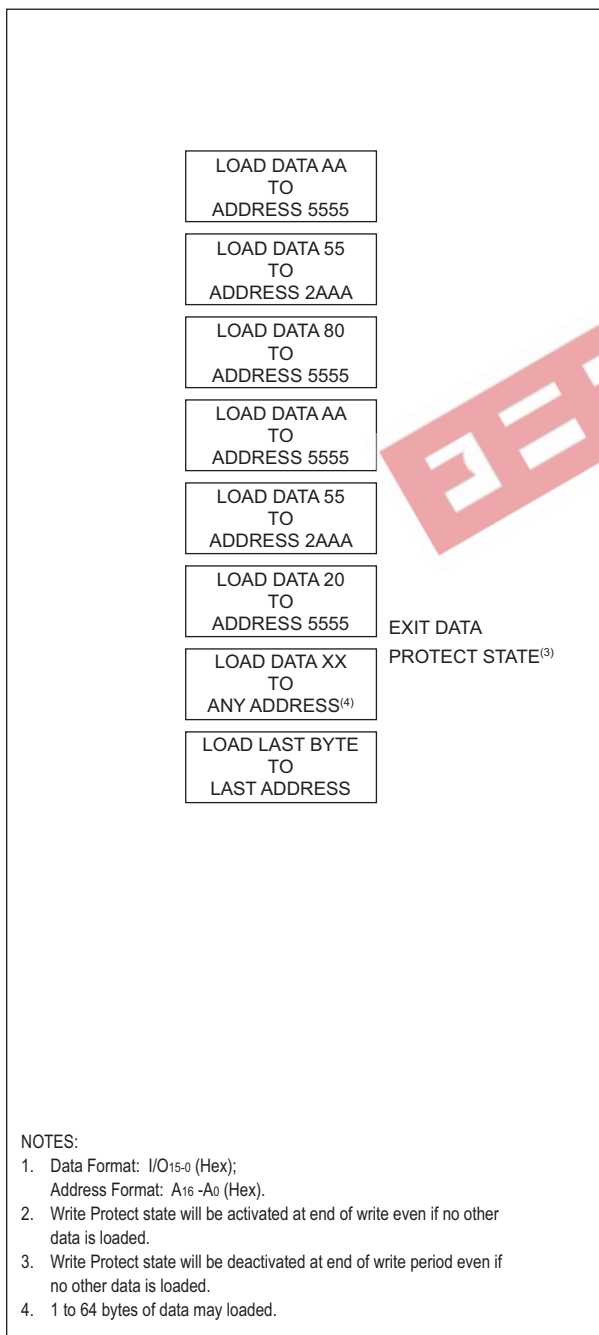 LOAD DATA AA
TO
ADDRESS 5555
LOAD DATA 55
TO
ADDRESS 2AAA
LOAD DATA 80
TO
ADDRESS 5555
LOAD DATA AA
TO
ADDRESS 5555
LOAD DATA 55
TO
ADDRESS 2AAA
LOAD DATA 20
TO
ADDRESS 5555
EXIT DATA
PROTECT STATE(3)
LOAD DATA XX
TO
ANY ADDRESS(4)
LOAD LAST BYTE
TO
LAST ADDRESS
NOTES:
1. Data Format: I/O15-0 (Hex);
Address Format: A16 -A0 (Hex).
2. Write Protect state will be activated at end of write even if no other
data is loaded.
3. Write Protect state will be deactivated at end of write period even if
no other data is loaded.
4. 1 to 64 bytes of data may loaded.